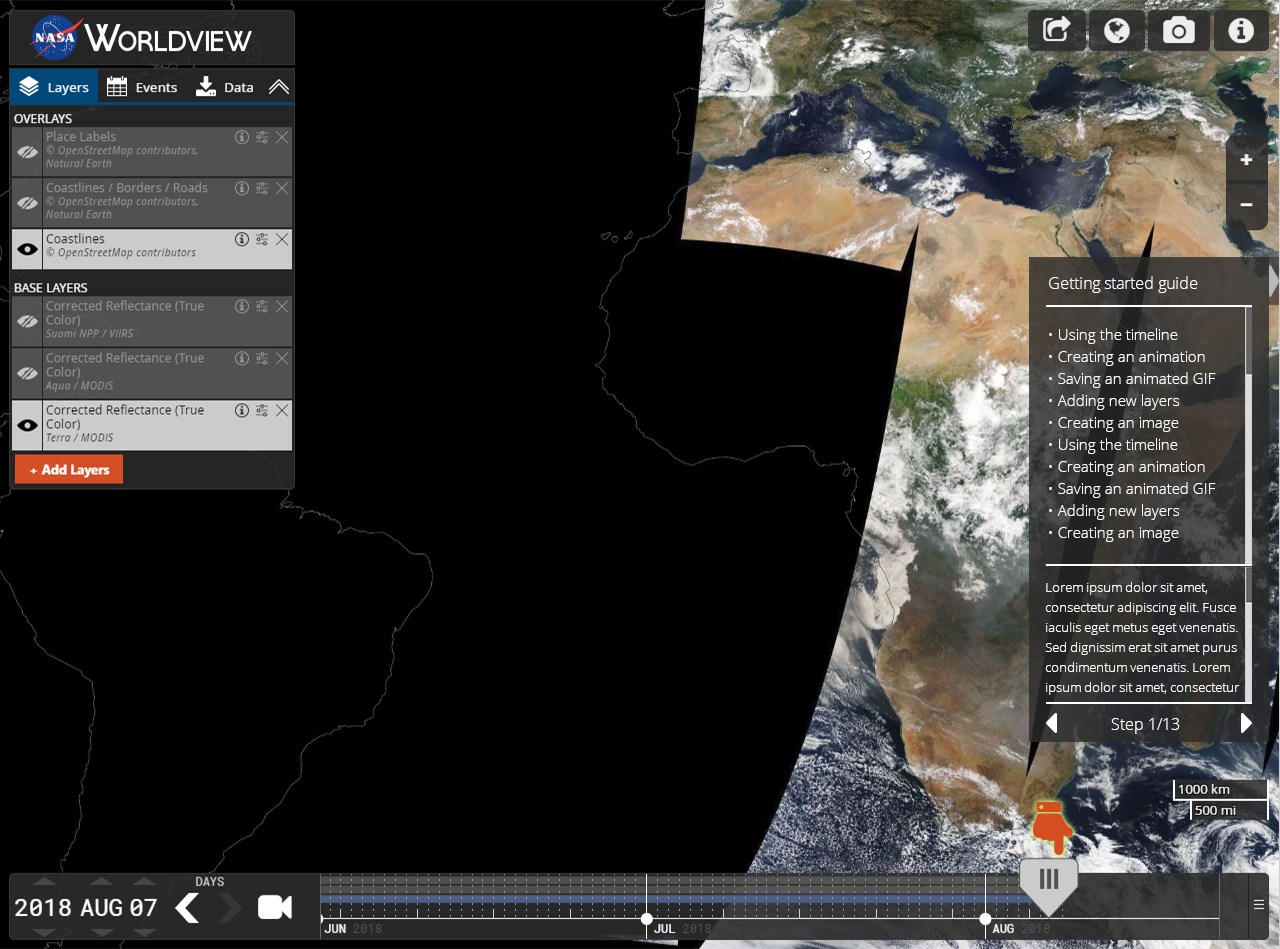 NASA WORLDVIEW
Layers
Events
Data
OVERLAYS
Place Labels
© OpenStreetMap contributors,
Natural Earth
Coastlines / Borders / Roads
© OpenStreetMap contributors,
Natural Earth
Coastlines
© OpenStreetMap contributors
BASE LAYERS
Corrected Reflectance (True
Color)
Suomi NPP / VIIRS
Corrected Reflectance (True
Color)
Aqua / MODIS
Corrected Reflectance (True
Color)
Terra / MODIS
+ Add Layers
Getting started guide
• Using the timeline
• Creating an animation
• Saving an animated GIF
• Adding new layers
• Creating an image
• Using the timeline
• Creating an animation
• Saving an animated GIF
• Adding new layers
• Creating an image
Lorem ipsum dolor sit amet,
consectetur adipiscing elit. Fusce
iaculis eget metus eget venenatis.
Sed dignissim erat sit amet purus
condimentum venenatis. Lorem
ipsum dolor sit amet, consectetur
Step 1/13
1000 km
500 mi
DAYS
2018 AUG 07
JUN 2018
JUL 2018
AUG 2018